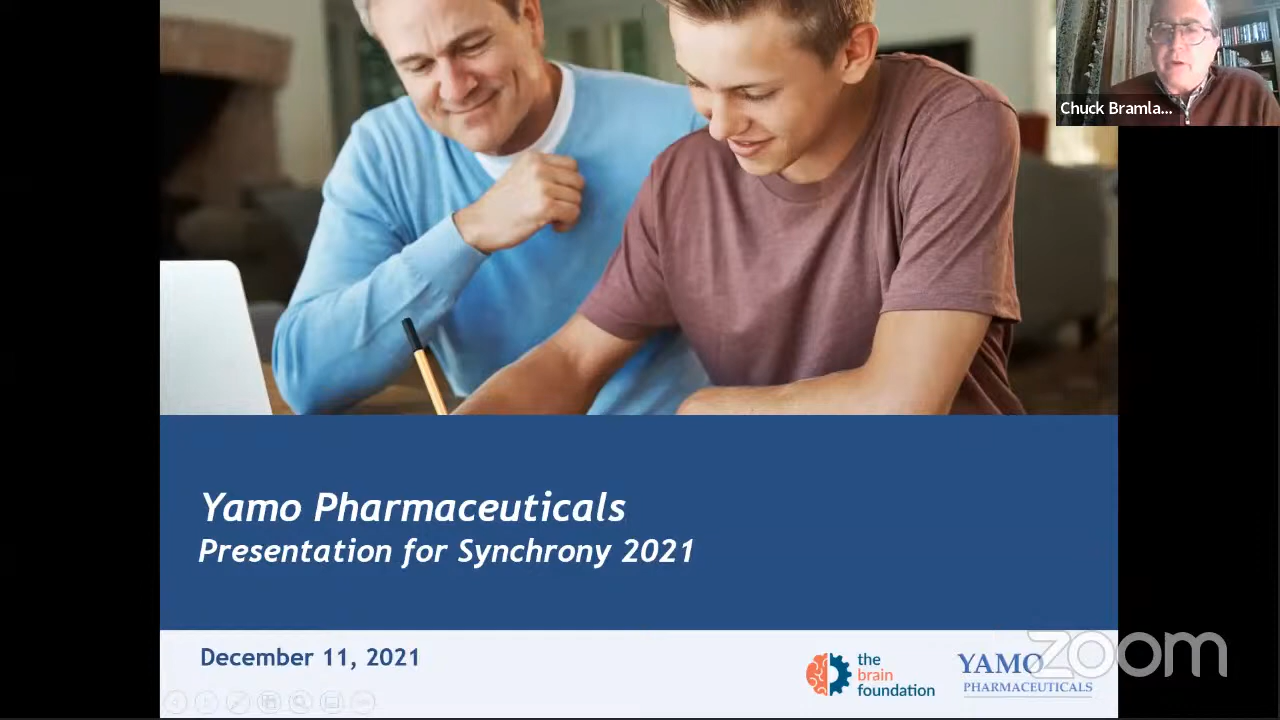 Chuck Bramla...
Yamo Pharmaceuticals
Presentation for Synchrony 2021
December 11, 2021
the
brain
foundation
YAMO
PHARMACEUTICALS
zoom